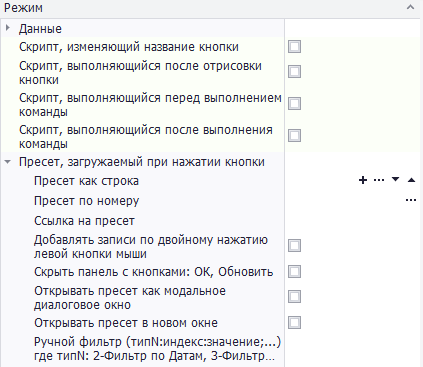 Режим
Данные
Скрипт, изменяющий название кнопки
Скрипт, выполняющийся после отрисовки
кнопки
Скрипт, выполняющийся перед выполнением
команды
Скрипт, выполняющийся после выполнения
команды
Пресет, загружаемый при нажатии кнопки
Пресет как строка
Пресет по номеру
Ссылка на пресет
Добавлять записи по двойному нажатию
левой кнопки мыши
Скрыть панель с кнопками: ОК, Обновить
Открывать пресет как модальное
диалоговое окно
Открывать пресет в новом окне
Ручной фильтр (типN:индекс:значение;...)
где типN: 2-Фильтр по Датам, 3-Фильтр...